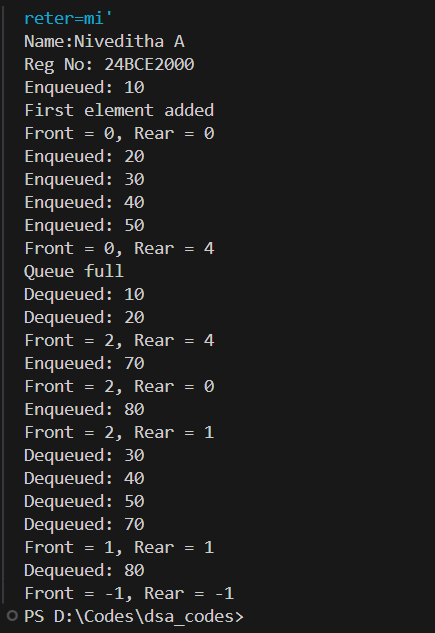 reter=mi'
Name:Niveditha A
Reg No: 24BCE2000
Enqueued: 10
First element added
Front = 0, Rear = 0
Enqueued: 20
Enqueued: 30
Enqueued: 40
Enqueued: 50
Front = 0, Rear = 4
Queue full
Dequeued: 10
Dequeued: 20
Front = 2, Rear = 4
Enqueued: 70
Front = 2, Rear = 0
Enqueued: 80
Front = 2, Rear = 1
Dequeued: 30
Dequeued: 40
Dequeued: 50
Dequeued: 70
Front = 1, Rear = 1
Dequeued: 80
Front = -1, Rear = -1
PS D:\Codes\dsa_codes>